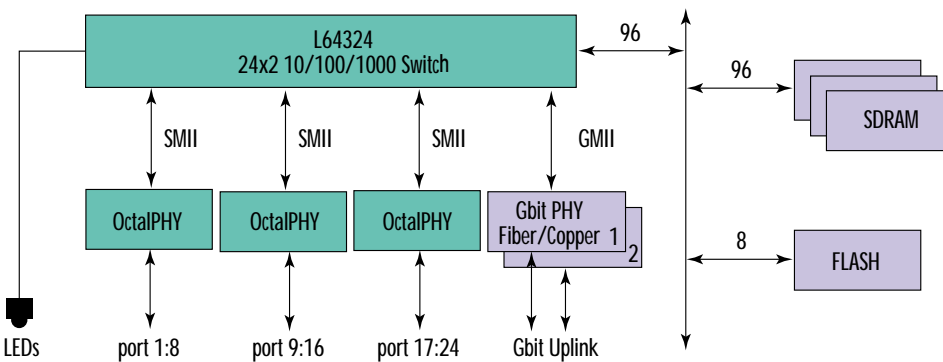 L64324
24x2 10/100/1000 Switch
96
96
SDRAM
SMII
SMII
SMII
GMII
OctalPHY
OctalPHY
OctalPHY
Gbit PHY
Fiber/Copper 1
2
8
FLASH
LEDs
port 1:8
port 9:16
port 17:24
Gbit Uplink